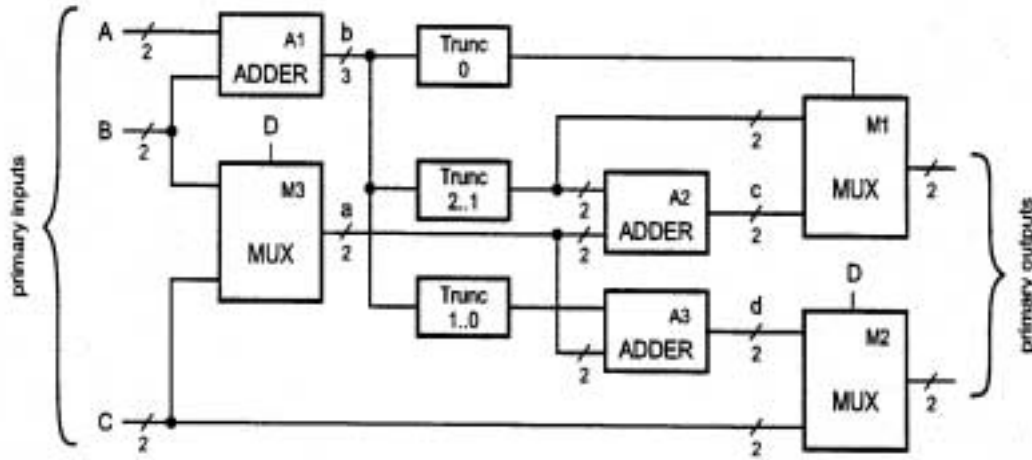 primary inputs
A
2
A1
ADDER
b
3
Trunc
0
B
2
D
M3
MUX
a
2
Trunc
2..1
2
2
A2
ADDER
c
2
2
M1
MUX
2
Trunc
1..0
2
A3
ADDER
d
2
D
M2
MUX
2
C
2
2
primary outputs